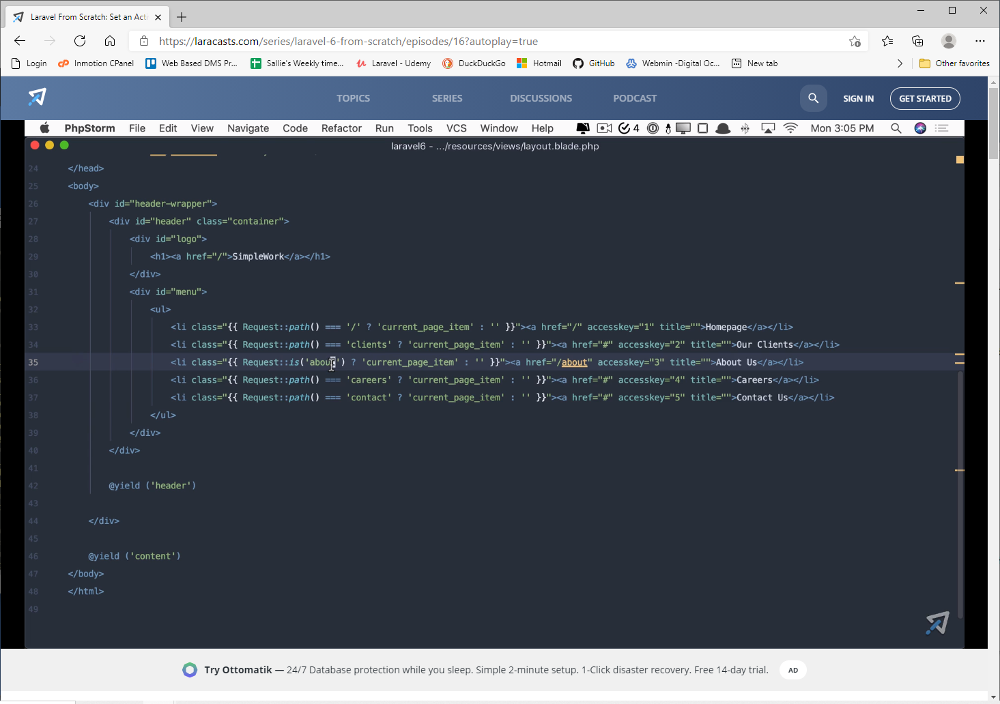 Laravel From Scratch: Set an Acti
https://laracasts.com/series/laravel-6-from-scratch/episodes/16?autoplay=true
Login Inmotion CPanel Web Based DMS Pr... Sallie's Weekly time... Laravel - Udemy DuckDuckGo Hotmail GitHub Webmin -Digital Oc... New tab Other favorites
TOPICS SERIES DISCUSSIONS PODCAST SIGN IN GET STARTED
PhpStorm File Edit View Navigate Code Refactor Run Tools VCS Window Help 4 Mon 3:05 PM
laravel6 - .../resources/views/layout.blade.php
24 </head>
25 <body>
26 <div id="header-wrapper">
27 <div id="header" class="container">
28 <div id="logo">
29 <h1><a href="/">SimpleWork</a></h1>
30 </div>
31 <div id="menu">
32 <ul>
33 <li class="{{ Request::path() === '/' ? 'current_page_item' : '' }}"><a href="/" accesskey="1" title="">Homepage</a></li>
34 <li class="{{ Request::path() === 'clients' ? 'current_page_item' : '' }}"><a href="#" accesskey="2" title="">Our Clients</a></li>
35 <li class="{{ Request::is('about') ? 'current_page_item' : '' }}"><a href="/about" accesskey="3" title="">About Us</a></li>
36 <li class="{{ Request::path() === 'careers' ? 'current_page_item' : '' }}"><a href="#" accesskey="4" title="">Careers</a></li>
37 <li class="{{ Request::path() === 'contact' ? 'current_page_item' : '' }}"><a href="#" accesskey="5" title="">Contact Us</a></li>
38 </ul>
39 </div>
40 </div>
41
42 @yield ('header')
43
44 </div>
45
46 @yield ('content')
47 </body>
48 </html>
49
Try Ottomatik — 24/7 Database protection while you sleep. Simple 2-minute setup. 1-Click disaster recovery. Free 14-day trial. AD